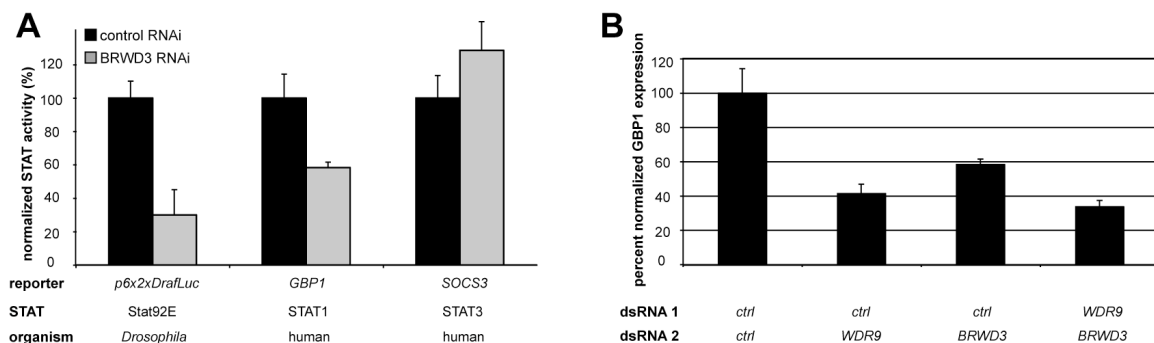 A
control RNAi
BRWD3 RNAi
normalized STAT activity (%)
140
120
100
80
60
40
20
0
reporter p6x2xDrafLuc GBP1 SOCS3
STAT Stat92E STAT1 STAT3
organism Drosophila human human
B
percent normalized GBP1 expression
120
100
80
60
40
20
0
dsRNA 1 ctrl ctrl ctrl WDR9
dsRNA 2 ctrl WDR9 BRWD3 BRWD3